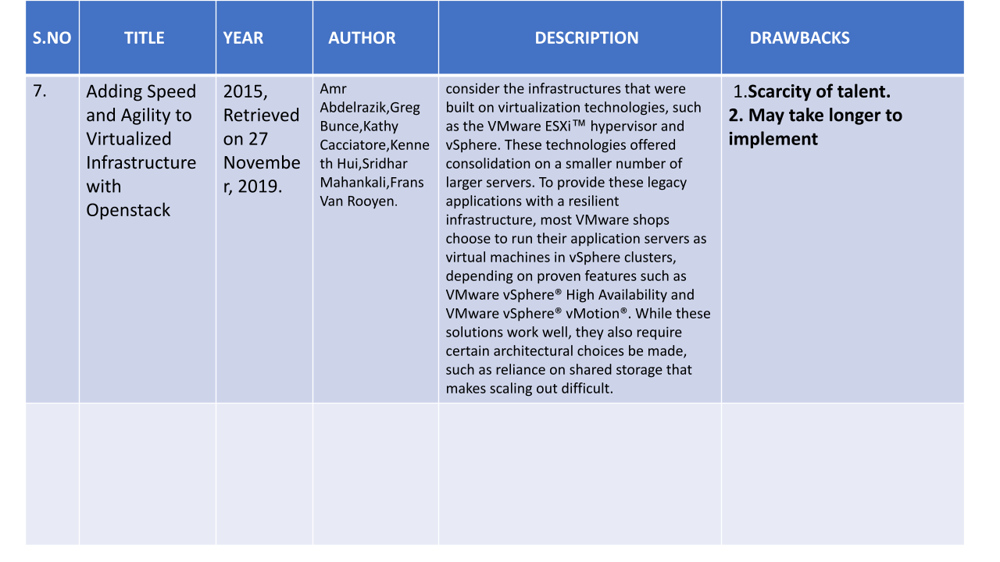 S.NO
TITLE
YEAR
AUTHOR
DESCRIPTION
DRAWBACKS
7.
Adding Speed
and Agility to
Virtualized
Infrastructure
with
Openstack
2015,
Retrieved
on 27
Novembe
r, 2019.
Amr
Abdelrazik,Greg
Bunce,Kathy
Cacciatore,Kenne
th Hui,Sridhar
Mahankali,Frans
Van Rooyen.
consider the infrastructures that were
built on virtualization technologies, such
as the VMware ESXi™ hypervisor and
vSphere. These technologies offered
consolidation on a smaller number of
larger servers. To provide these legacy
applications with a resilient
infrastructure, most VMware shops
choose to run their application servers as
virtual machines in vSphere clusters,
depending on proven features such as
VMware vSphere® High Availability and
VMware vSphere® vMotion®. While these
solutions work well, they also require
certain architectural choices be made,
such as reliance on shared storage that
makes scaling out difficult.
1.Scarcity of talent.
2. May take longer to
implement